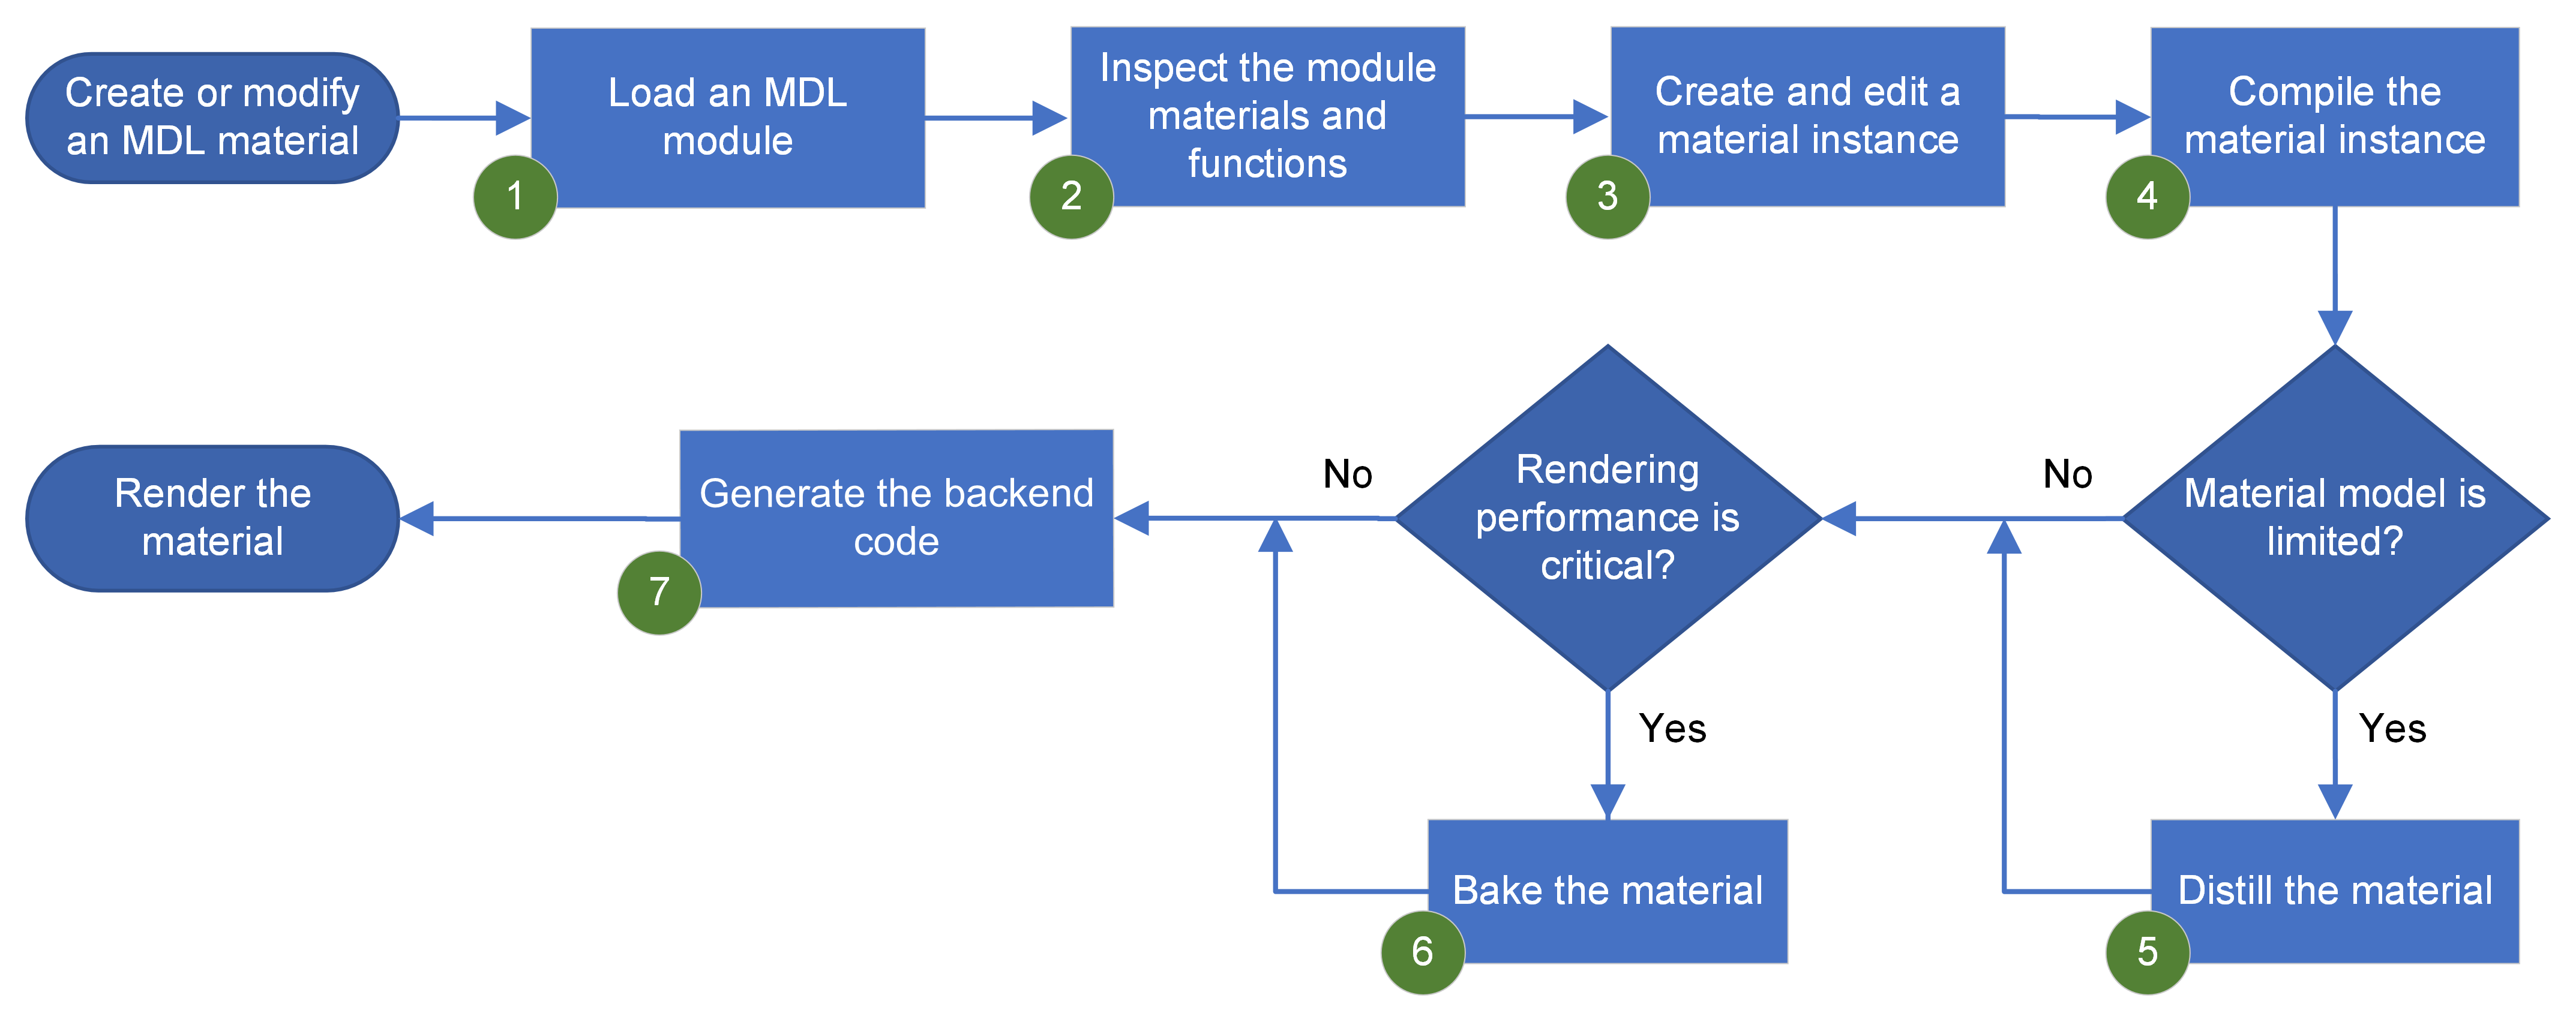 Create or modify
an MDL material
Load an MDL
module
1
Inspect the module
materials and
functions
2
Create and edit a
material instance
3
Compile the
material instance
4
Material model is
limited?
No
Yes
Distill the material
5
Rendering
performance is
critical?
No
Yes
Bake the material
6
Generate the backend
code
7
Render the
material